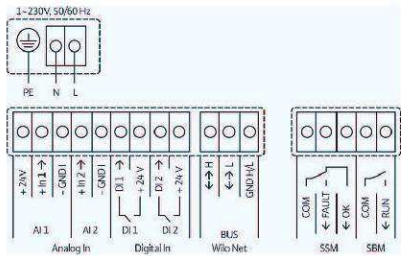 1~230V, 50/60 Hz
PE N L
+ 24V
+ In 1 →
- GND I
+ In 2 →
- GND I
DI 1 →
+ 24 V
DI 2 →
+ 24 V
↔ H
↔ L
GND H/L
COM
← FAULT
← OK
COM
← RUN
AI 1 AI 2 DI 1 DI 2 BUS
Analog In Digital In Wilo Net SSM SBM